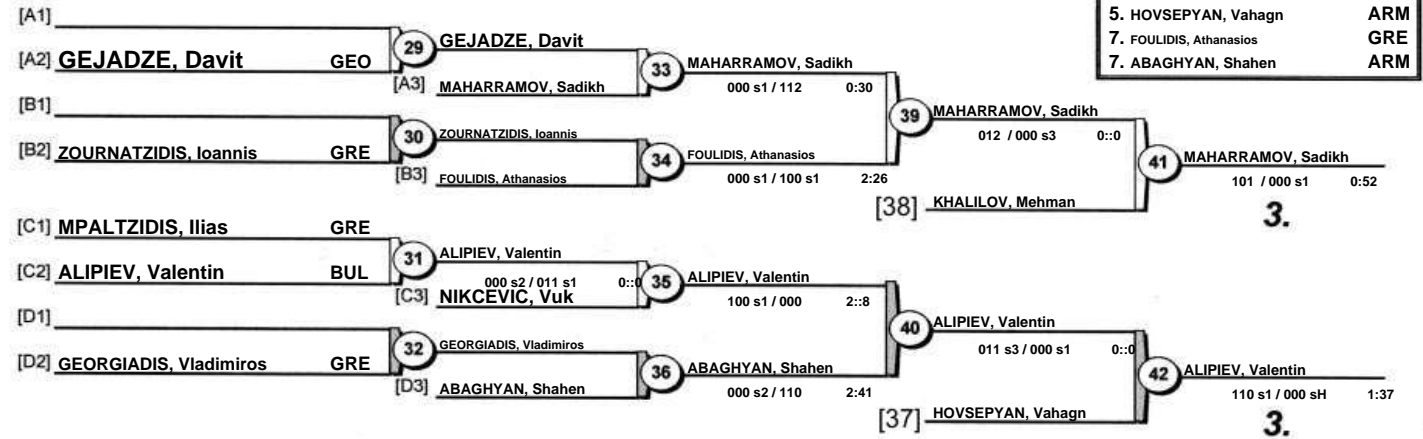 5. HOVSEPYAN, Vahagn ARM
7. FOULIDIS, Athanasios GRE
7. ABAGHYAN, Shahen ARM
[A1]
[A2] GEJADZE, Davit GEO
29
GEJADZE, Davit
[A3] MAHARRAMOV, Sadikh
33
MAHARRAMOV, Sadikh
000 s1 / 112 0:30
[B1]
[B2] ZOURNATZIDIS, Ioannis GRE
30
ZOURNATZIDIS, Ioannis
[B3] FOULIDIS, Athanasios
34
FOULIDIS, Athanasios
000 s1 / 100 s1 2:26
39
MAHARRAMOV, Sadikh
012 / 000 s3 0::0
[38] KHALILOV, Mehman
41
MAHARRAMOV, Sadikh
101 / 000 s1 0:52
3.
[C1] MPALTZIDIS, Ilias GRE
[C2] ALIPIEV, Valentin BUL
31
ALIPIEV, Valentin
000 s2 / 011 s1 0::0
[C3] NIKCEVIC, Vuk
35
ALIPIEV, Valentin
100 s1 / 000 2::8
[D1]
[D2] GEORGIADIS, Vladimiros GRE
32
GEORGIADIS, Vladimiros
[D3] ABAGHYAN, Shahen
36
ABAGHYAN, Shahen
000 s2 / 110 2:41
40
ALIPIEV, Valentin
011 s3 / 000 s1 0::0
[37] HOVSEPYAN, Vahagn
42
ALIPIEV, Valentin
110 s1 / 000 sH 1:37
3.